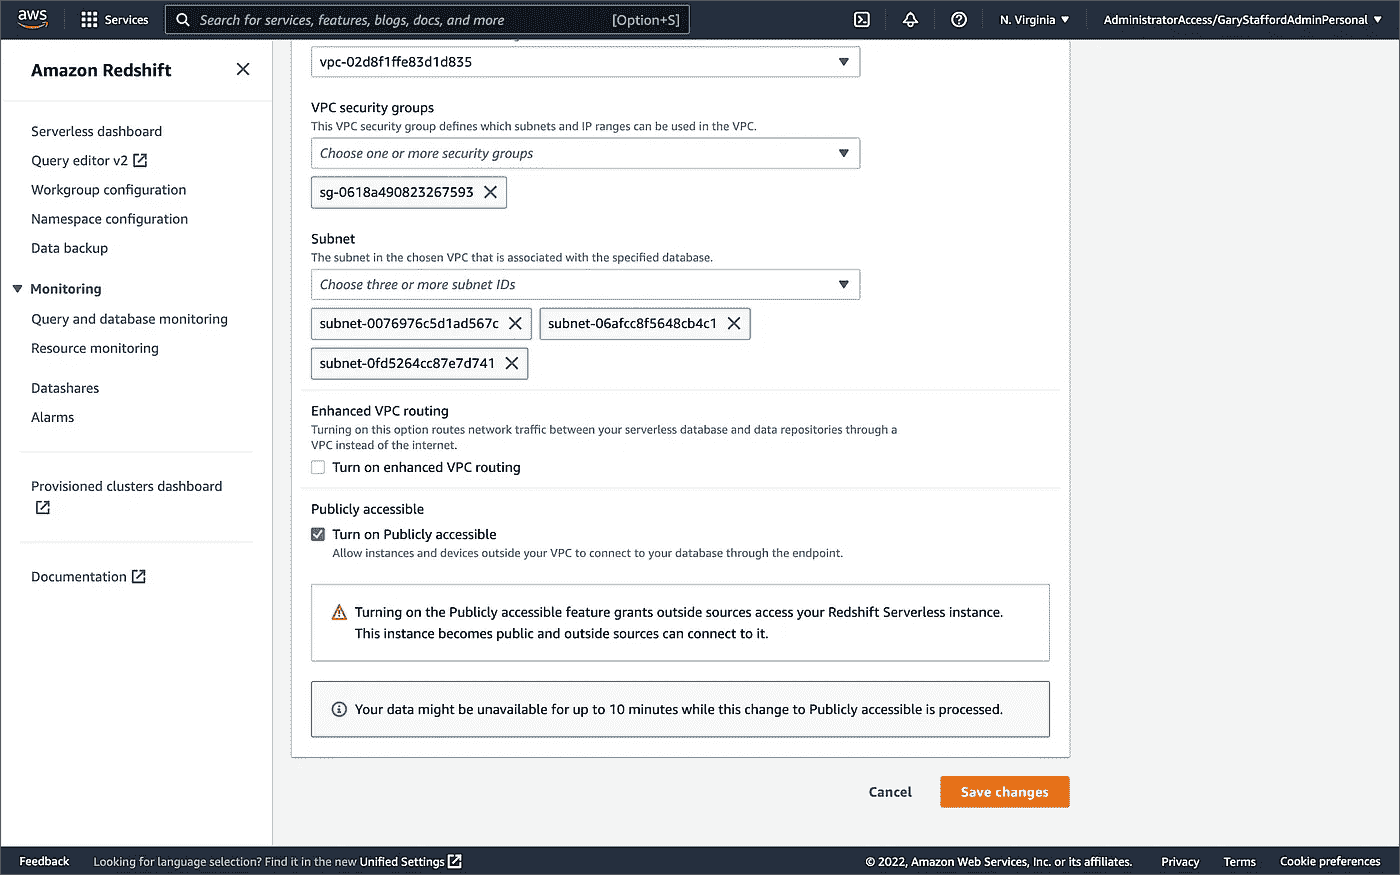 aws
Services
Search for services, features, blogs, docs, and more
[Option+S]
N. Virginia
AdministratorAccess/GaryStaffordAdminPersonal
Amazon Redshift
Serverless dashboard
Query editor v2
Workgroup configuration
Namespace configuration
Data backup
Monitoring
Query and database monitoring
Resource monitoring
Datashares
Alarms
Provisioned clusters dashboard
Documentation
vpc-02d8f1ffe83d1d835
VPC security groups
This VPC security group defines which subnets and IP ranges can be used in the VPC.
Choose one or more security groups
sg-0618a490823267593
Subnet
The subnet in the chosen VPC that is associated with the specified database.
Choose three or more subnet IDs
subnet-0076976c5d1ad567c
subnet-06afcc8f5648cb4c1
subnet-0fd5264cc87e7d741
Enhanced VPC routing
Turning on this option routes network traffic between your serverless database and data repositories through a
VPC instead of the internet.
Turn on enhanced VPC routing
Publicly accessible
Turn on Publicly accessible
Allow instances and devices outside your VPC to connect to your database through the endpoint.
Turning on the Publicly accessible feature grants outside sources access your Redshift Serverless instance.
This instance becomes public and outside sources can connect to it.
Your data might be unavailable for up to 10 minutes while this change to Publicly accessible is processed.
Cancel
Save changes
Feedback
Looking for language selection? Find it in the new Unified Settings
© 2022, Amazon Web Services, Inc. or its affiliates.
Privacy
Terms
Cookie preferences